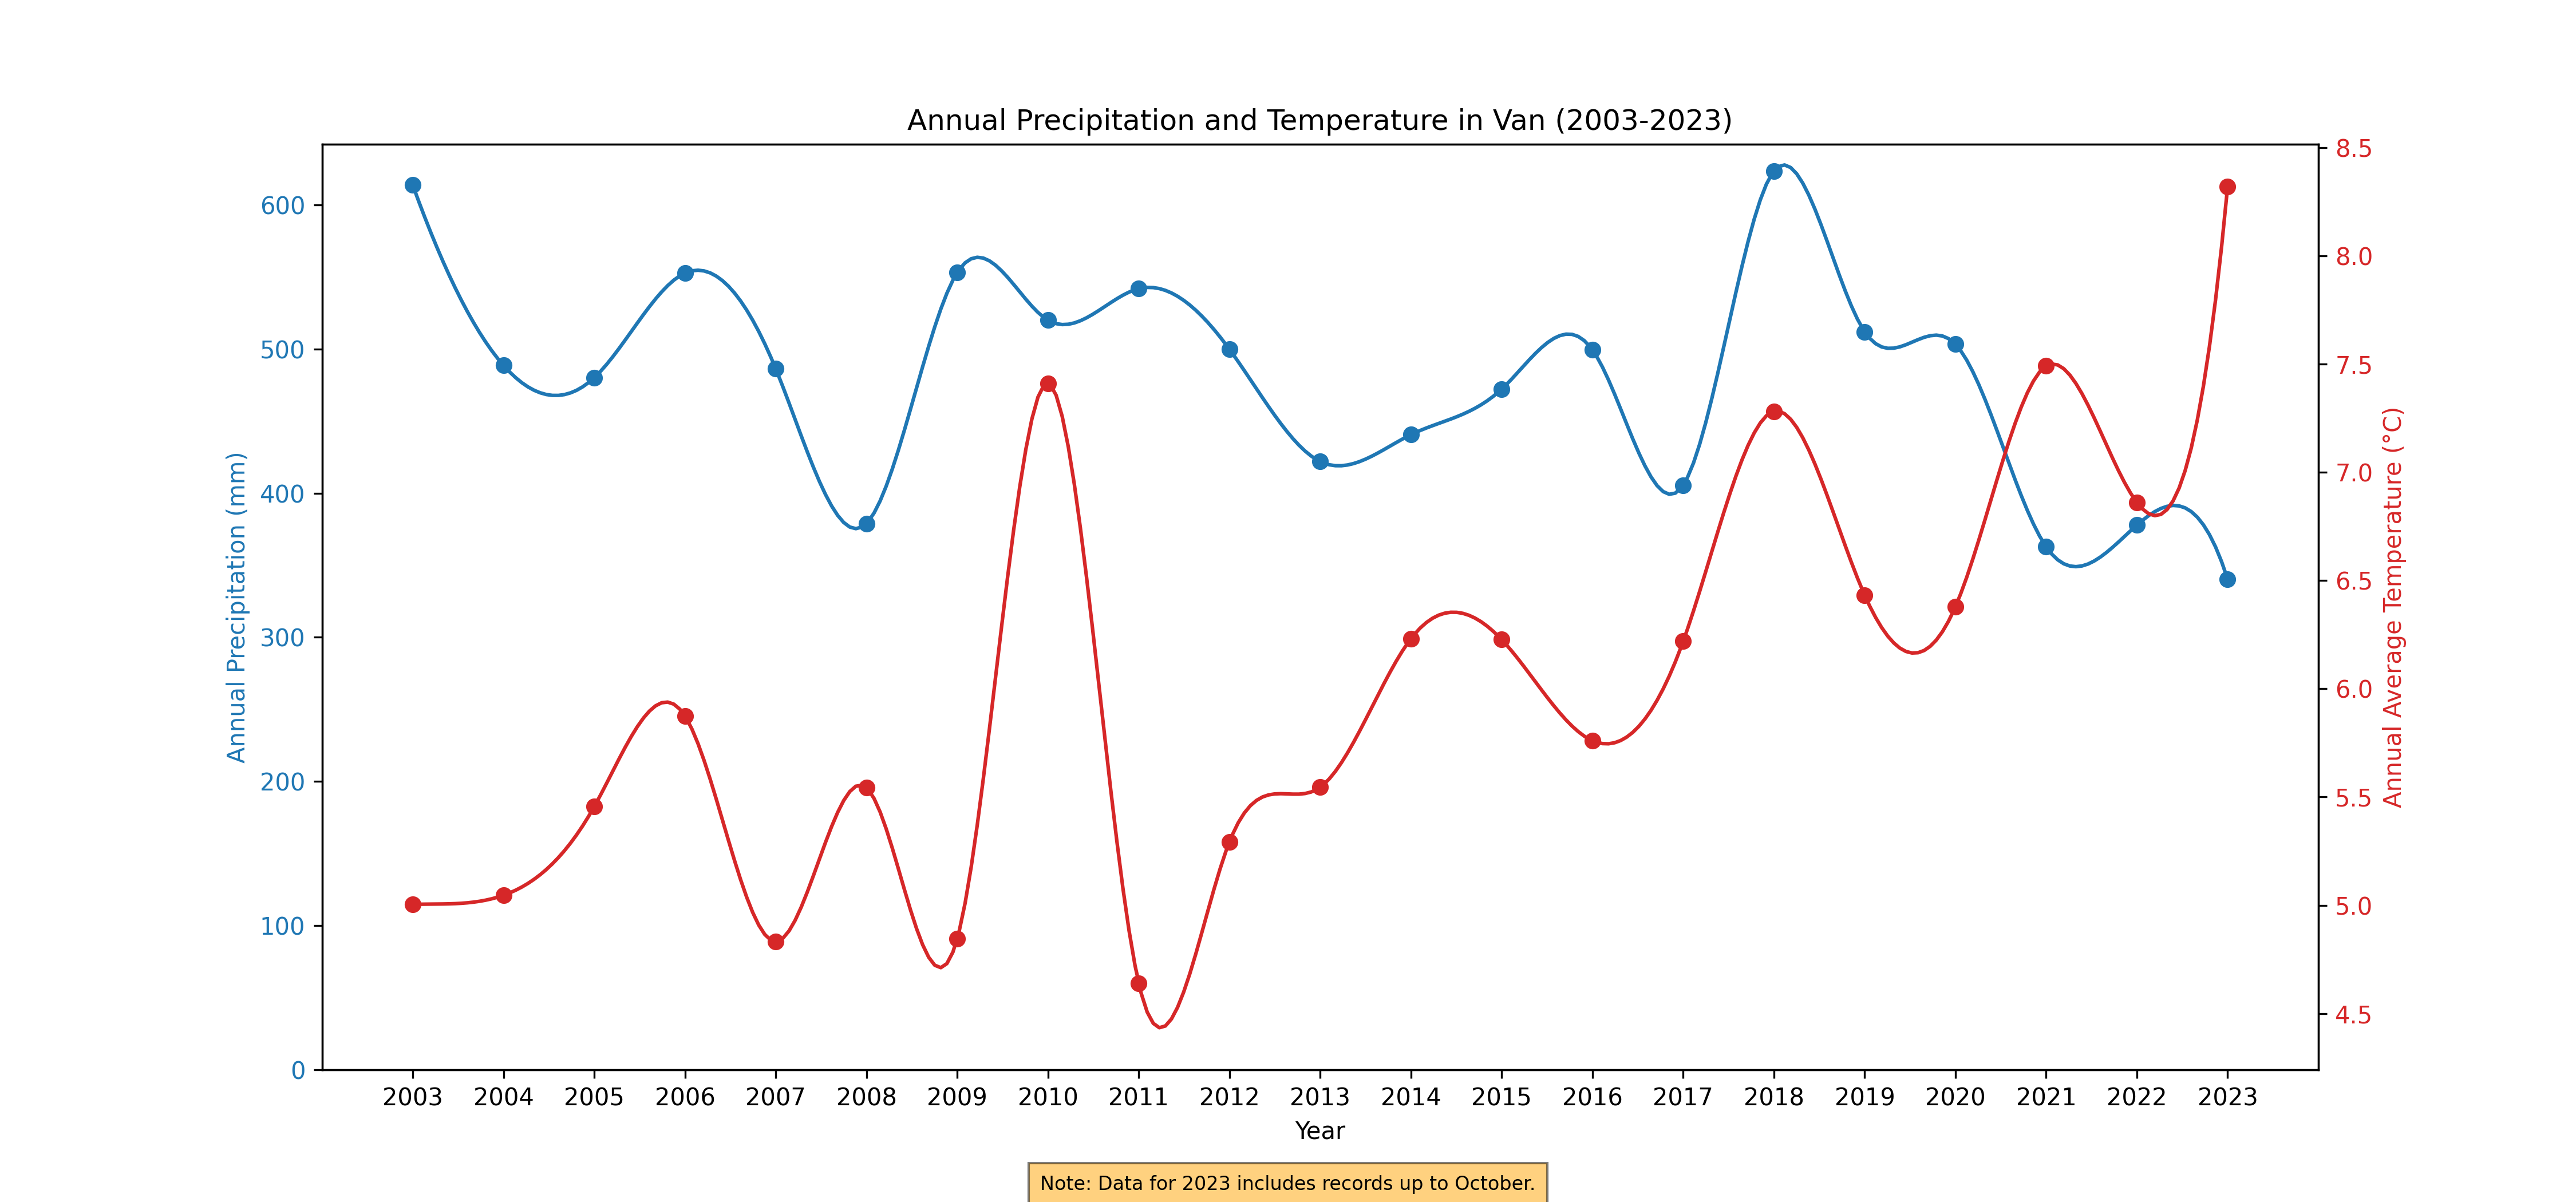 Annual Precipitation and Temperature in Van (2003-2023)
Annual Precipitation (mm)
600
500
400
300
200
100
0
8.5
8.0
7.5
7.0
6.5
6.0
5.5
5.0
4.5
Annual Average Temperature (°C)
2003 2004 2005 2006 2007 2008 2009 2010 2011 2012 2013 2014 2015 2016 2017 2018 2019 2020 2021 2022 2023
Year
Note: Data for 2023 includes records up to October.